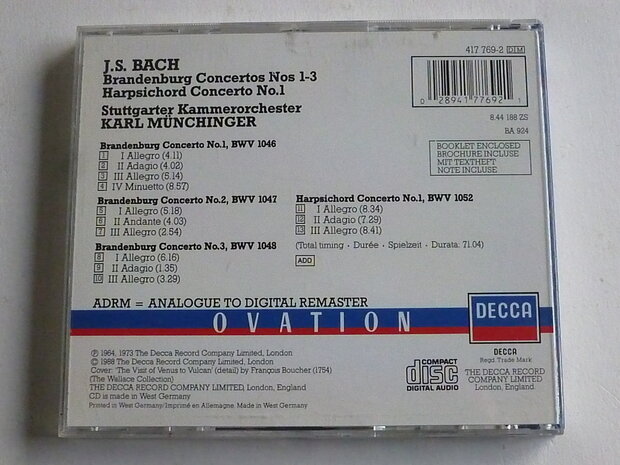 J.S. BACH
Brandenburg Concertos Nos 1-3
Harpsichord Concerto No.1
Stuttgarter Kammerorchester
KARL MÜNCHINGER
417 769-2 DIM
0 28941 77692 1
8.44 188 ZS
BA 924
BOOKLET ENCLOSED
BROCHURE INCLUSE
MIT TEXTHEFT
NOTE INCLUSE
Brandenburg Concerto No.1, BWV 1046
1 I Allegro (4.11)
2 II Adagio (4.02)
3 III Allegro (5.14)
4 IV Minuetto (8.57)
Brandenburg Concerto No.2, BWV 1047
5 I Allegro (5.18)
6 II Andante (4.03)
7 III Allegro (2.54)
Brandenburg Concerto No.3, BWV 1048
8 I Allegro (6.16)
9 II Adagio (1.35)
10 III Allegro (3.29)
Harpsichord Concerto No.1, BWV 1052
11 I Allegro (8.34)
12 II Adagio (7.29)
13 III Allegro (8.41)
(Total timing · Durée · Spielzeit · Durata: 71.04)
ADD
ADRM = ANALOGUE TO DIGITAL REMASTER
OVATION
DECCA
DECCA
Regd. Trade Mark
THE DECCA RECORD
COMPANY LIMITED
London, England
COMPACT
disc
DIGITAL AUDIO
Ⓟ 1964, 1973 The Decca Record Company Limited, London
© 1988 The Decca Record Company Limited, London
Cover: 'The Visit of Venus to Vulcan' (detail) by François Boucher (1754)
(The Wallace Collection)
THE DECCA RECORD COMPANY LIMITED, London, England
CD is made in West Germany
Printed in West Germany/Imprimé en Allemagne. Made in West Germany